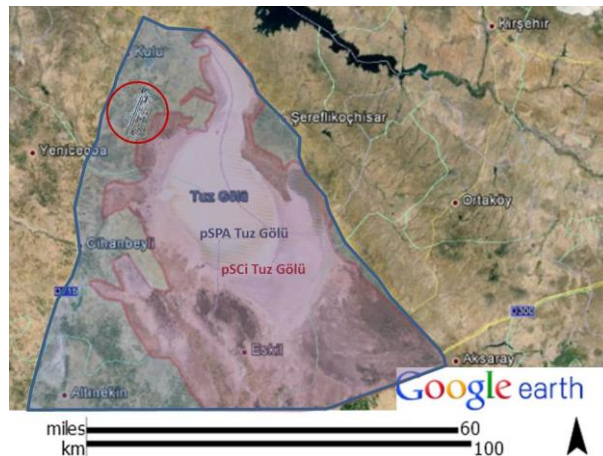 Kırşehir
Kulu
Şereflikoçhisar
Yeniceoba
Tuz Gölü
Ortaköy
pSPA Tuz Gölü
Cihanbeyli
pSCi Tuz Gölü
D715
D300
Eskil
Aksaray
Altınekin
Google earth
miles 60
km 100